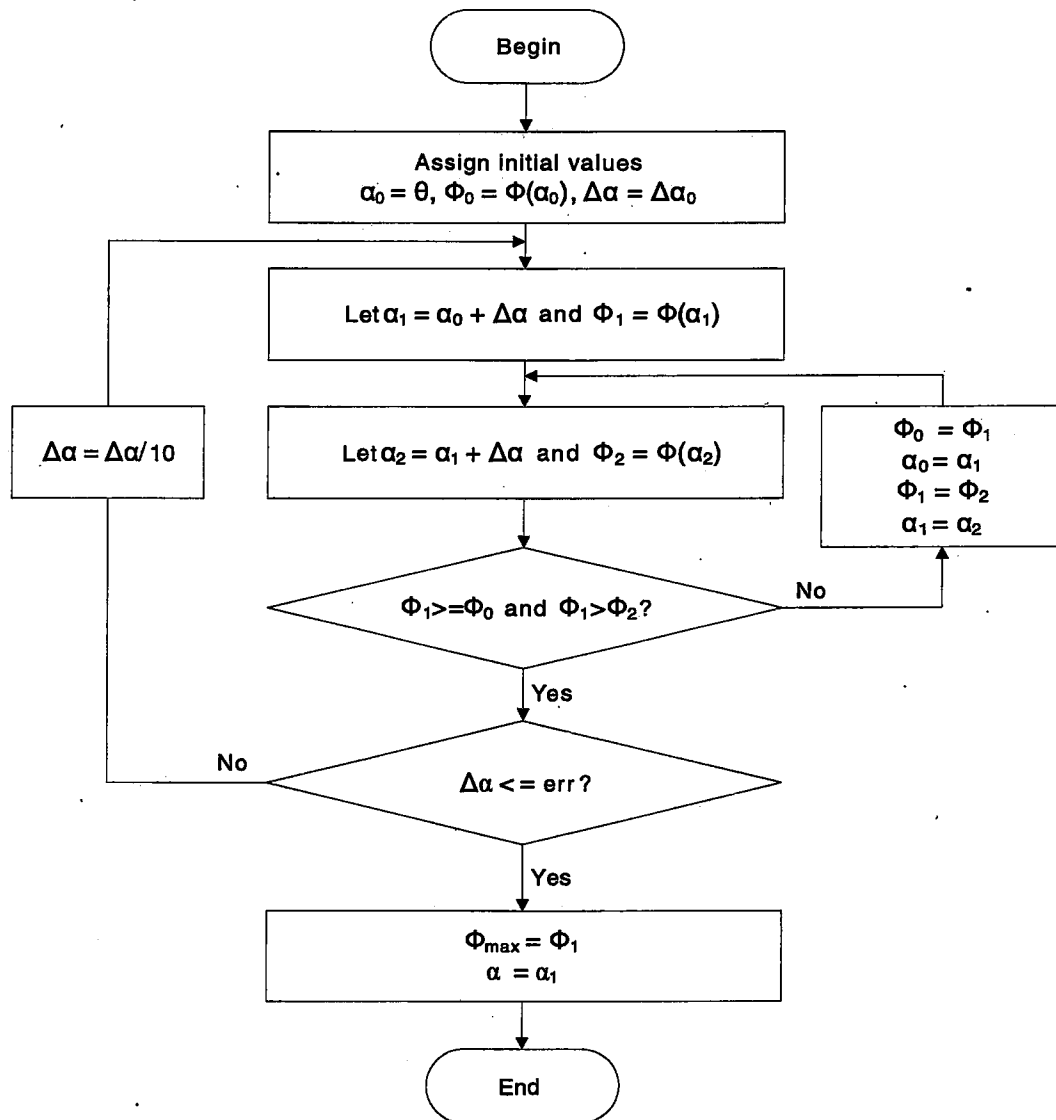 Begin
Assign initial values
α₀ = θ, Φ₀ = Φ(α₀), Δα = Δα₀
Let α₁ = α₀ + Δα and Φ₁ = Φ(α₁)
Δα = Δα/10
Let α₂ = α₁ + Δα and Φ₂ = Φ(α₂)
Φ₀ = Φ₁
α₀ = α₁
Φ₁ = Φ₂
α₁ = α₂
Φ₁>=Φ₀ and Φ₁>Φ₂?
No
Yes
No
Δα <= err?
Yes
Φmax = Φ₁
α = α₁
End